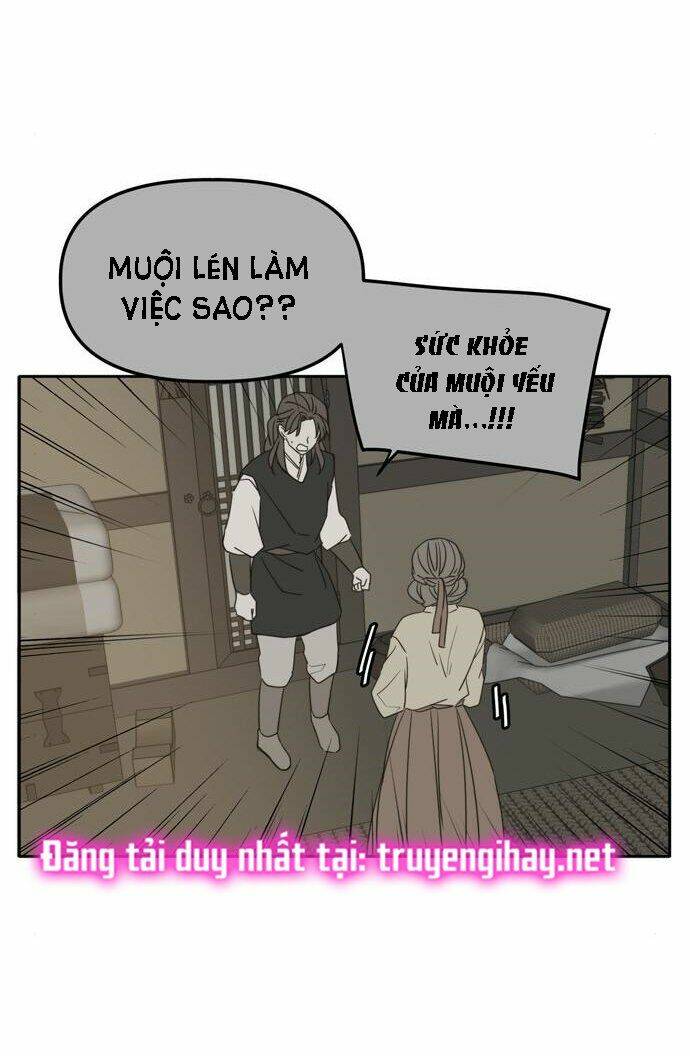 MUỘI LÉN LÀM
VIỆC SAO??
SỨC KHỎE
CỦA MUỘI YẾU
MÀ...!!!
Đăng tải duy nhất tại: truyengihay.net